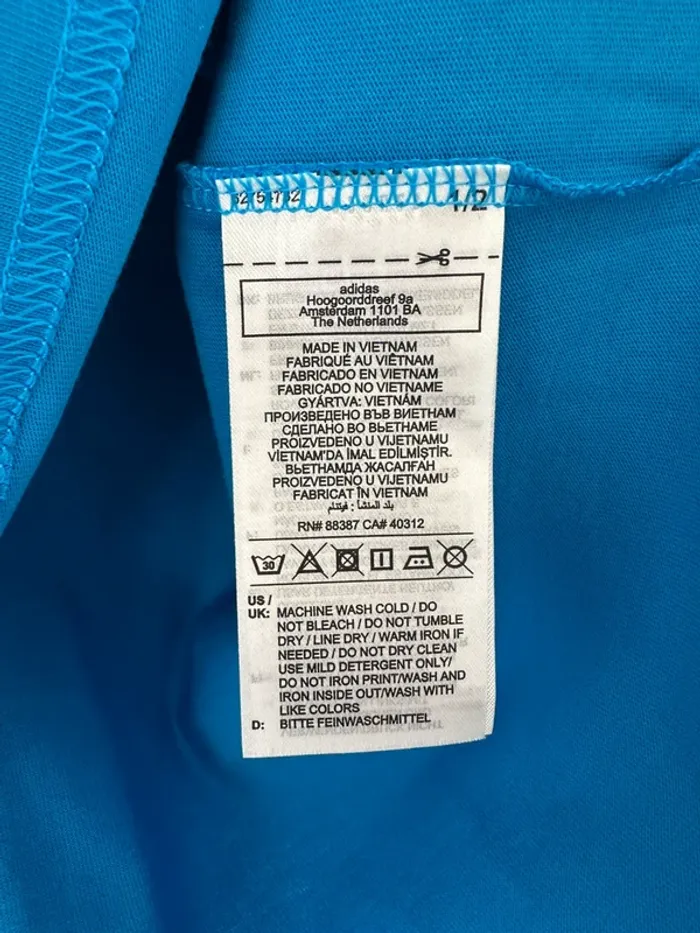 1/2
adidas
Hoogoorddreef 9a
Amsterdam 1101 BA
The Netherlands
MADE IN VIETNAM
FABRIQUÉ AU VIÊTNAM
FABRICADO EN VIETNAM
FABRICADO NO VIETNAME
GYÁRTVA: VIETNÁM
ПРОИЗВЕДЕНО ВЪВ ВИЕТНАМ
СДЕЛАНО ВО ВЬЕТНАМЕ
PROIZVEDENO U VIJETNAMU
VİETNAM'DA İMAL EDİLMİŞTİR.
ВЬЕТНАМДА ЖАСАЛҒАН
PROIZVEDENO U VIJETNAMU
FABRICAT ÎN VIETNAM
بلد المنشأ : فيتنام
RN# 88387 CA# 40312
30
US /
UK: MACHINE WASH COLD / DO
NOT BLEACH / DO NOT TUMBLE
DRY / LINE DRY / WARM IRON IF
NEEDED / DO NOT DRY CLEAN
USE MILD DETERGENT ONLY/
DO NOT IRON PRINT/WASH AND
IRON INSIDE OUT/WASH WITH
LIKE COLORS
D: BITTE FEINWASCHMITTEL